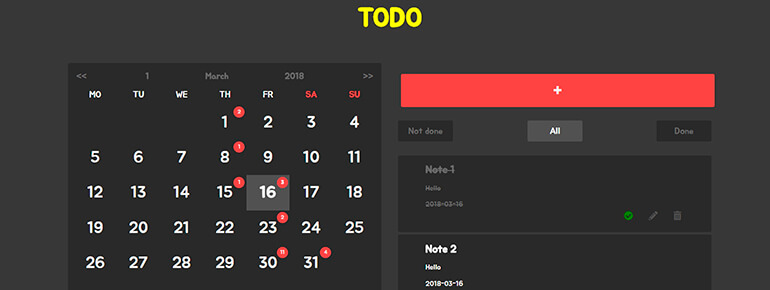 TODO
<< 1 March 2018 >>
MO TU WE TH FR SA SU
1 2 2 3 4
5 6 7 8 1 9 10 11
12 13 14 15 1 16 3 17 18
19 20 21 22 23 2 24 25
26 27 28 29 30 11 31 4
+
Not done All Done
Note 1
Hello
2018-03-16
Note 2
Hello
2018-03-16